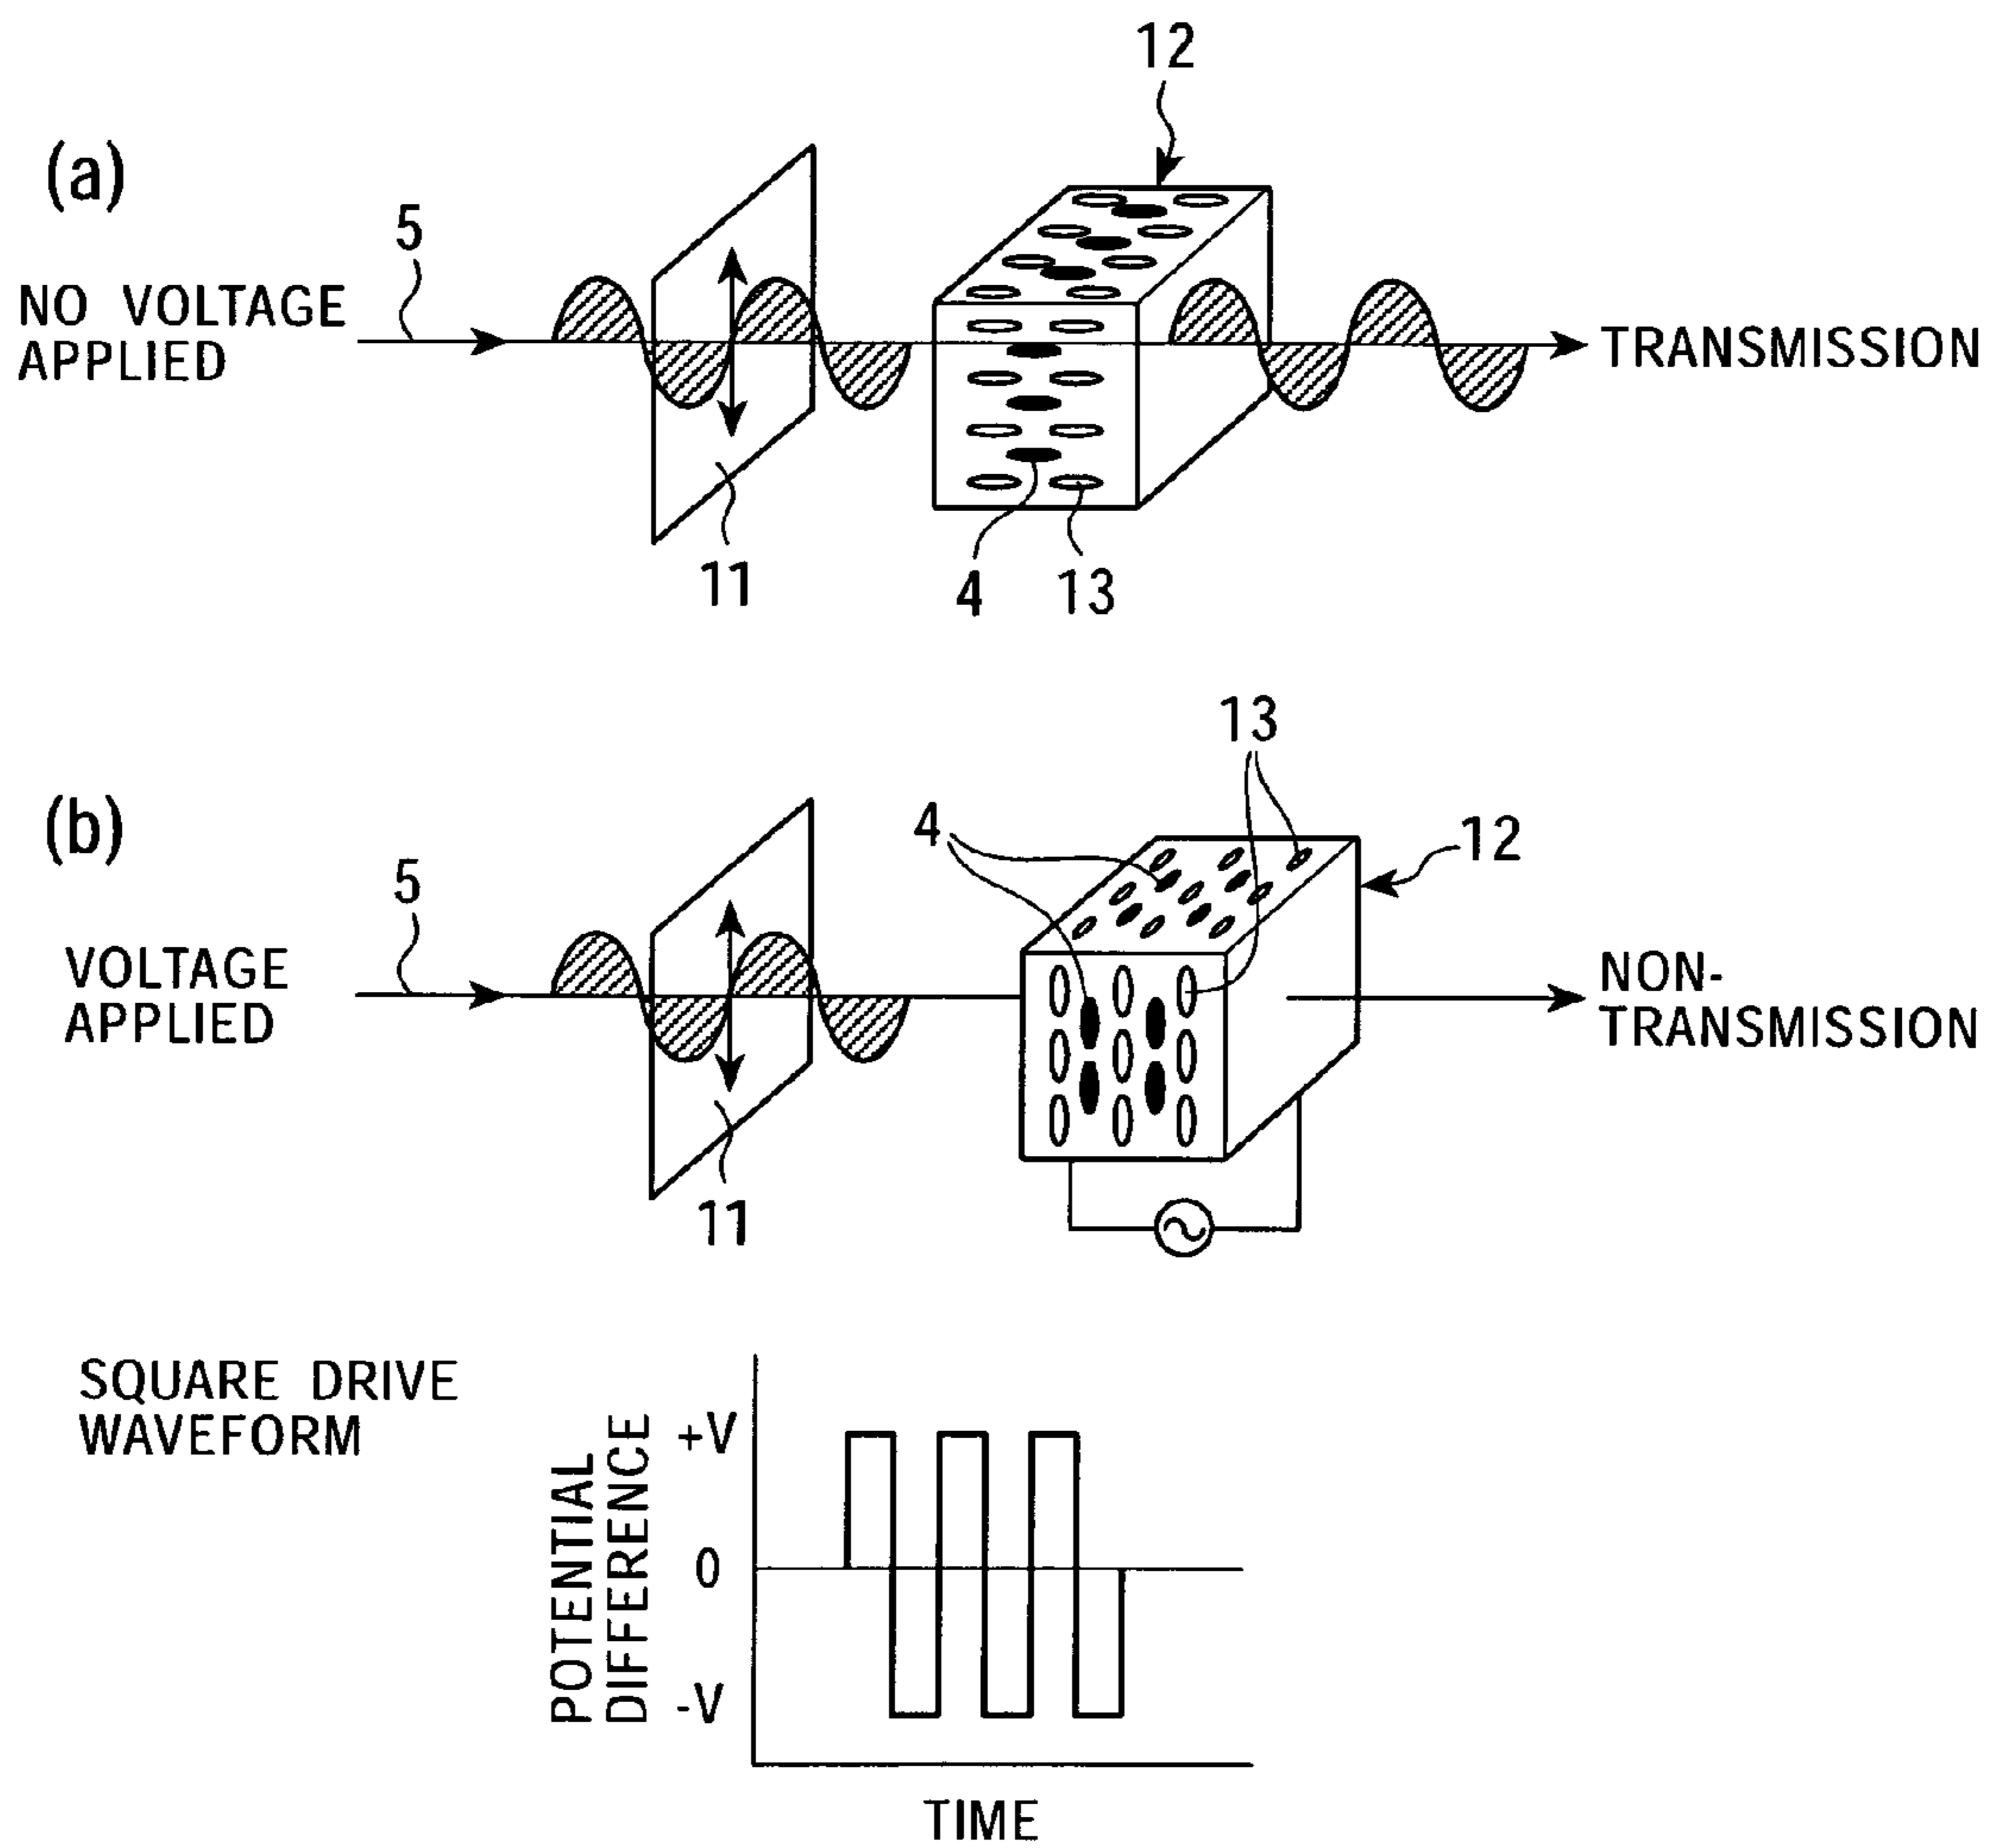 12
(a)
5
NO VOLTAGE
APPLIED
TRANSMISSION
11
4
13
13
(b)
4
12
5
VOLTAGE
APPLIED
NON-
TRANSMISSION
11
SQUARE DRIVE
WAVEFORM
POTENTIAL
DIFFERENCE
+V
0
-V
TIME